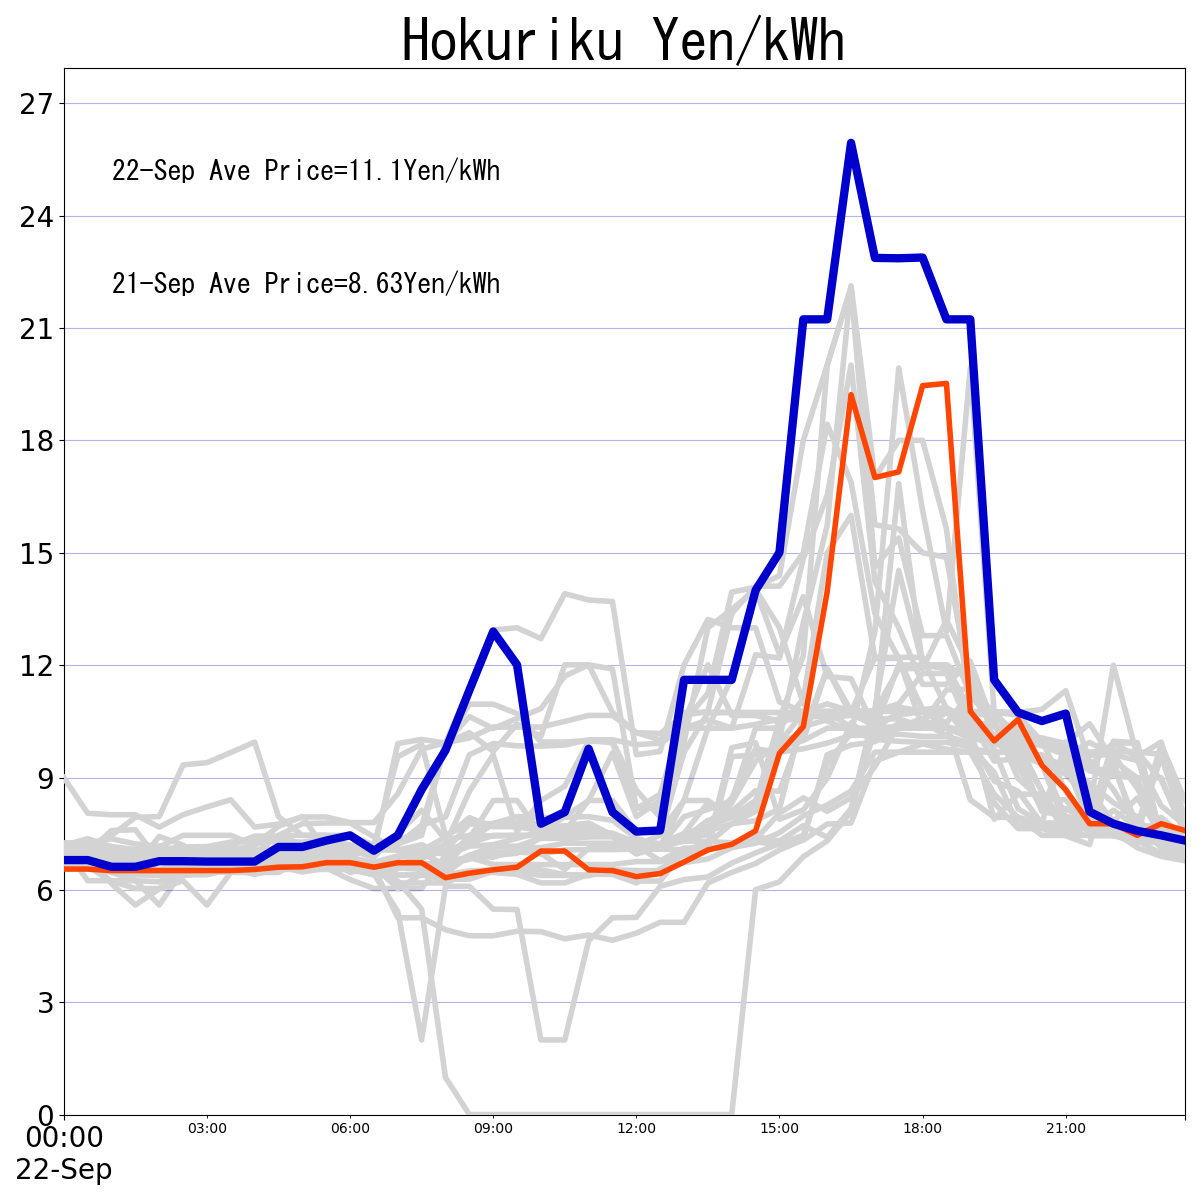 Hokuriku Yen/kWh
27
22-Sep Ave Price=11.1Yen/kWh
24
21-Sep Ave Price=8.63Yen/kWh
21
18
15
12
9
6
3
0
00:00 03:00 06:00 09:00 12:00 15:00 18:00 21:00
22-Sep